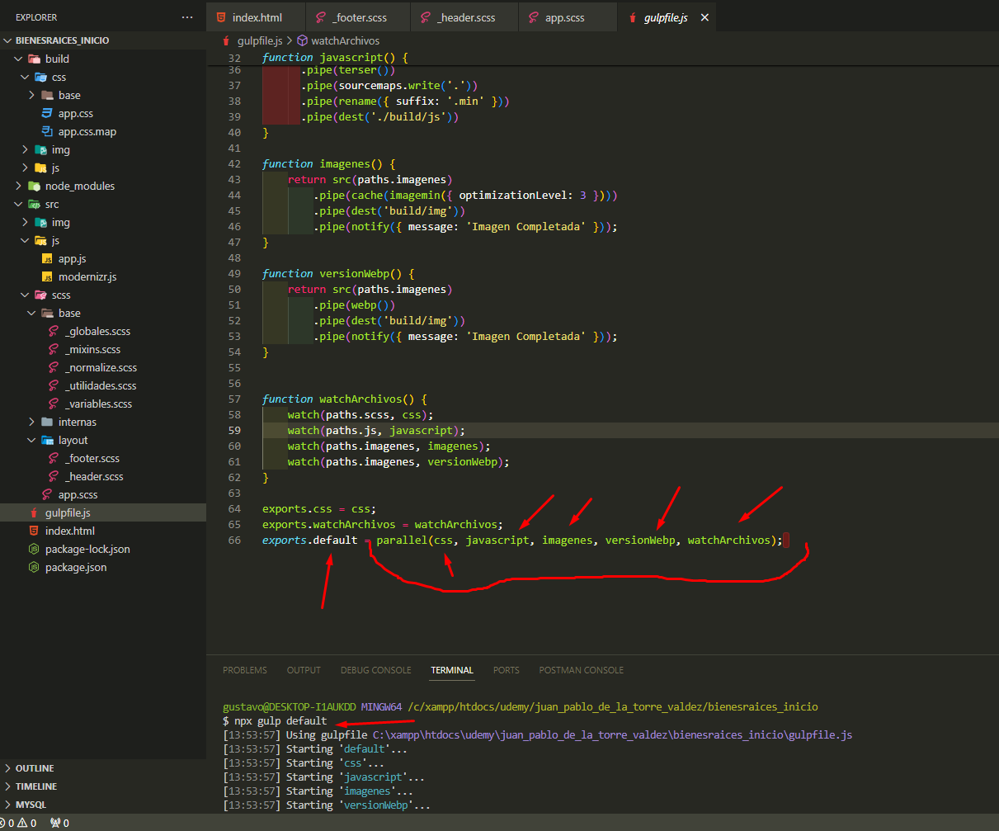 EXPLORER
···
index.html
_footer.scss
_header.scss
app.scss
gulpfile.js
BIENESRAICES_INICIO
build
css
base
app.css
app.css.map
img
js
node_modules
src
img
js
app.js
modernizr.js
scss
base
_globales.scss
_mixins.scss
_normalize.scss
_utilidades.scss
_variables.scss
internas
layout
_footer.scss
_header.scss
app.scss
gulpfile.js
index.html
package-lock.json
package.json
OUTLINE
TIMELINE
MYSQL
gulpfile.js > watchArchivos
32 function javascript() {
36 .pipe(terser())
37 .pipe(sourcemaps.write('.'))
38 .pipe(rename({ suffix: '.min' }))
39 .pipe(dest('./build/js'))
40 }
41
42 function imagenes() {
43 return src(paths.imagenes)
44 .pipe(cache(imagemin({ optimizationLevel: 3 })))
45 .pipe(dest('build/img'))
46 .pipe(notify({ message: 'Imagen Completada' }));
47 }
48
49 function versionWebp() {
50 return src(paths.imagenes)
51 .pipe(webp())
52 .pipe(dest('build/img'))
53 .pipe(notify({ message: 'Imagen Completada' }));
54 }
55
56
57 function watchArchivos() {
58 watch(paths.scss, css);
59 watch(paths.js, javascript);
60 watch(paths.imagenes, imagenes);
61 watch(paths.imagenes, versionWebp);
62 }
63
64 exports.css = css;
65 exports.watchArchivos = watchArchivos;
66 exports.default = parallel(css, javascript, imagenes, versionWebp, watchArchivos);
PROBLEMS OUTPUT DEBUG CONSOLE TERMINAL PORTS POSTMAN CONSOLE
gustavo@DESKTOP-I1AUKDD MINGW64 /c/xampp/htdocs/udemy/juan_pablo_de_la_torre_valdez/bienesraices_inicio
$ npx gulp default
[13:53:57] Using gulpfile C:\xampp\htdocs\udemy\juan_pablo_de_la_torre_valdez\bienesraices_inicio\gulpfile.js
[13:53:57] Starting 'default'...
[13:53:57] Starting 'css'...
[13:53:57] Starting 'javascript'...
[13:53:57] Starting 'imagenes'...
[13:53:57] Starting 'versionWebp'...
0 0 0